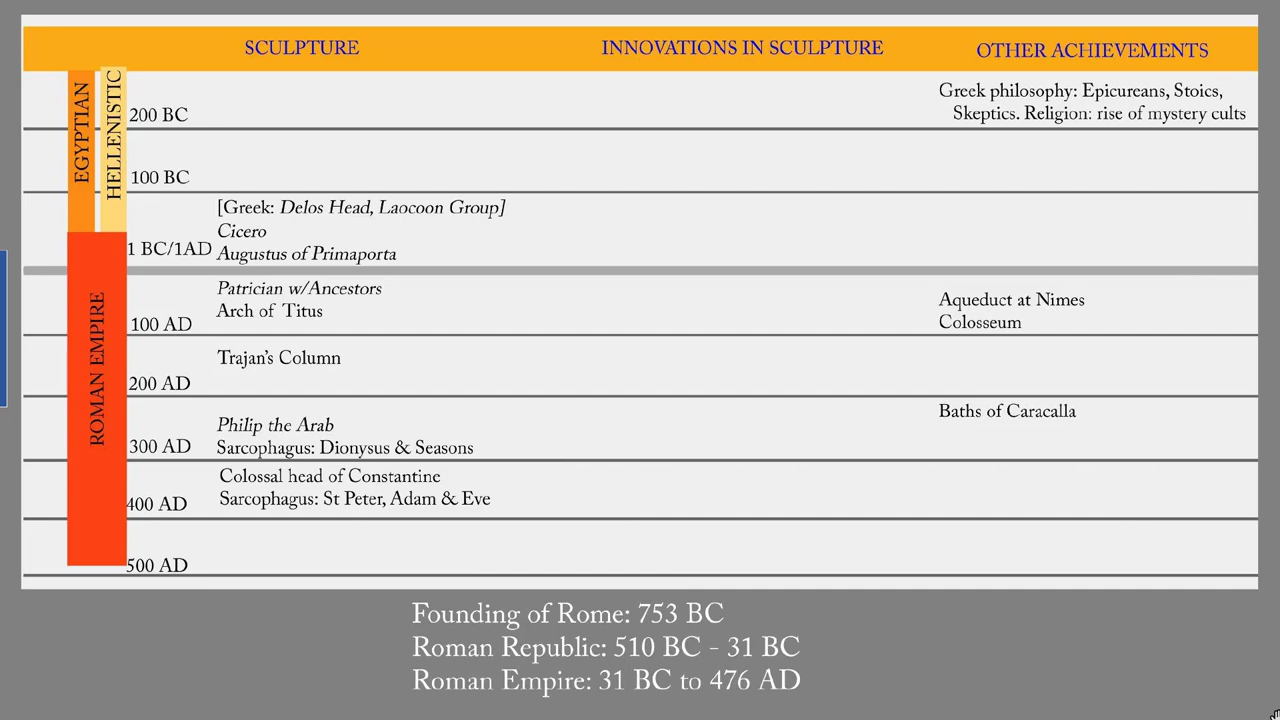 SCULPTURE
INNOVATIONS IN SCULPTURE
OTHER ACHIEVEMENTS
EGYPTIAN
HELLENISTIC
Greek philosophy: Epicureans, Stoics,
Skeptics. Religion: rise of mystery cults
200 BC
100 BC
[Greek: Delos Head, Laocoon Group]
Cicero
1 BC/1AD
Augustus of Primaporta
ROMAN EMPIRE
Patrician w/Ancestors
Arch of Titus
100 AD
Aqueduct at Nimes
Colosseum
Trajan's Column
200 AD
Baths of Caracalla
Philip the Arab
300 AD
Sarcophagus: Dionysus & Seasons
Colossal head of Constantine
400 AD
Sarcophagus: St Peter, Adam & Eve
500 AD
Founding of Rome: 753 BC
Roman Republic: 510 BC - 31 BC
Roman Empire: 31 BC to 476 AD